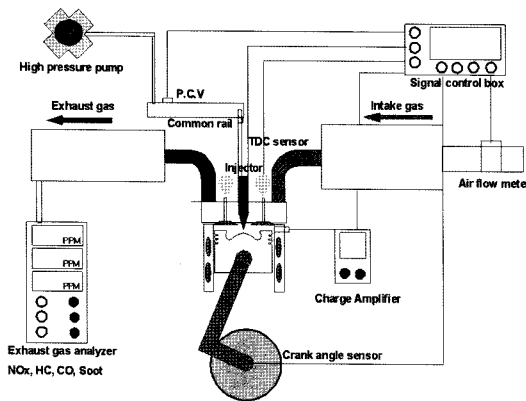 High pressure pump
P.C.V
Signal control box
Exhaust gas
Intake gas
Common rail
TDC sensor
Injector
Air flow mete
PPM
PPM
PPM
Charge Amplifier
Exhaust gas analyzer
NOx, HC, CO, Soot
Crank angle sensor